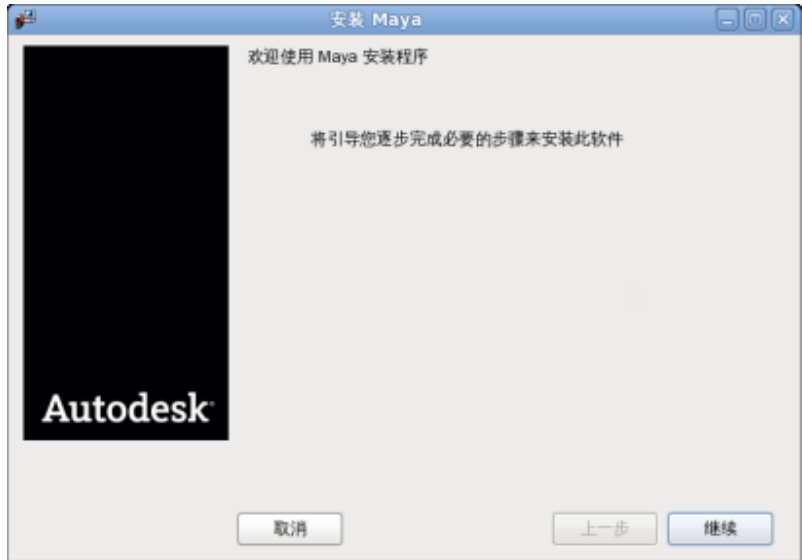 安装 Maya
欢迎使用 Maya 安装程序
将引导您逐步完成必要的步骤来安装此软件
Autodesk
取消
上一步
继续